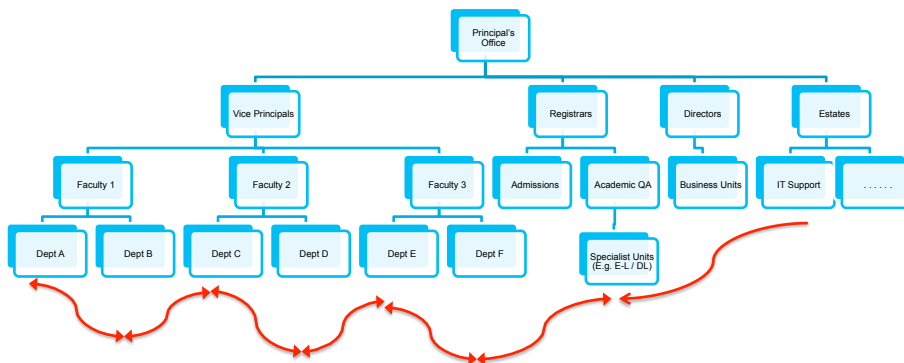 Principal's
Office
Vice Principals
Registrars
Directors
Estates
Faculty 1
Faculty 2
Faculty 3
Admissions
Academic QA
Business Units
IT Support
. . . . . .
Dept A
Dept B
Dept C
Dept D
Dept E
Dept F
Specialist Units
(E.g. E-L / DL)